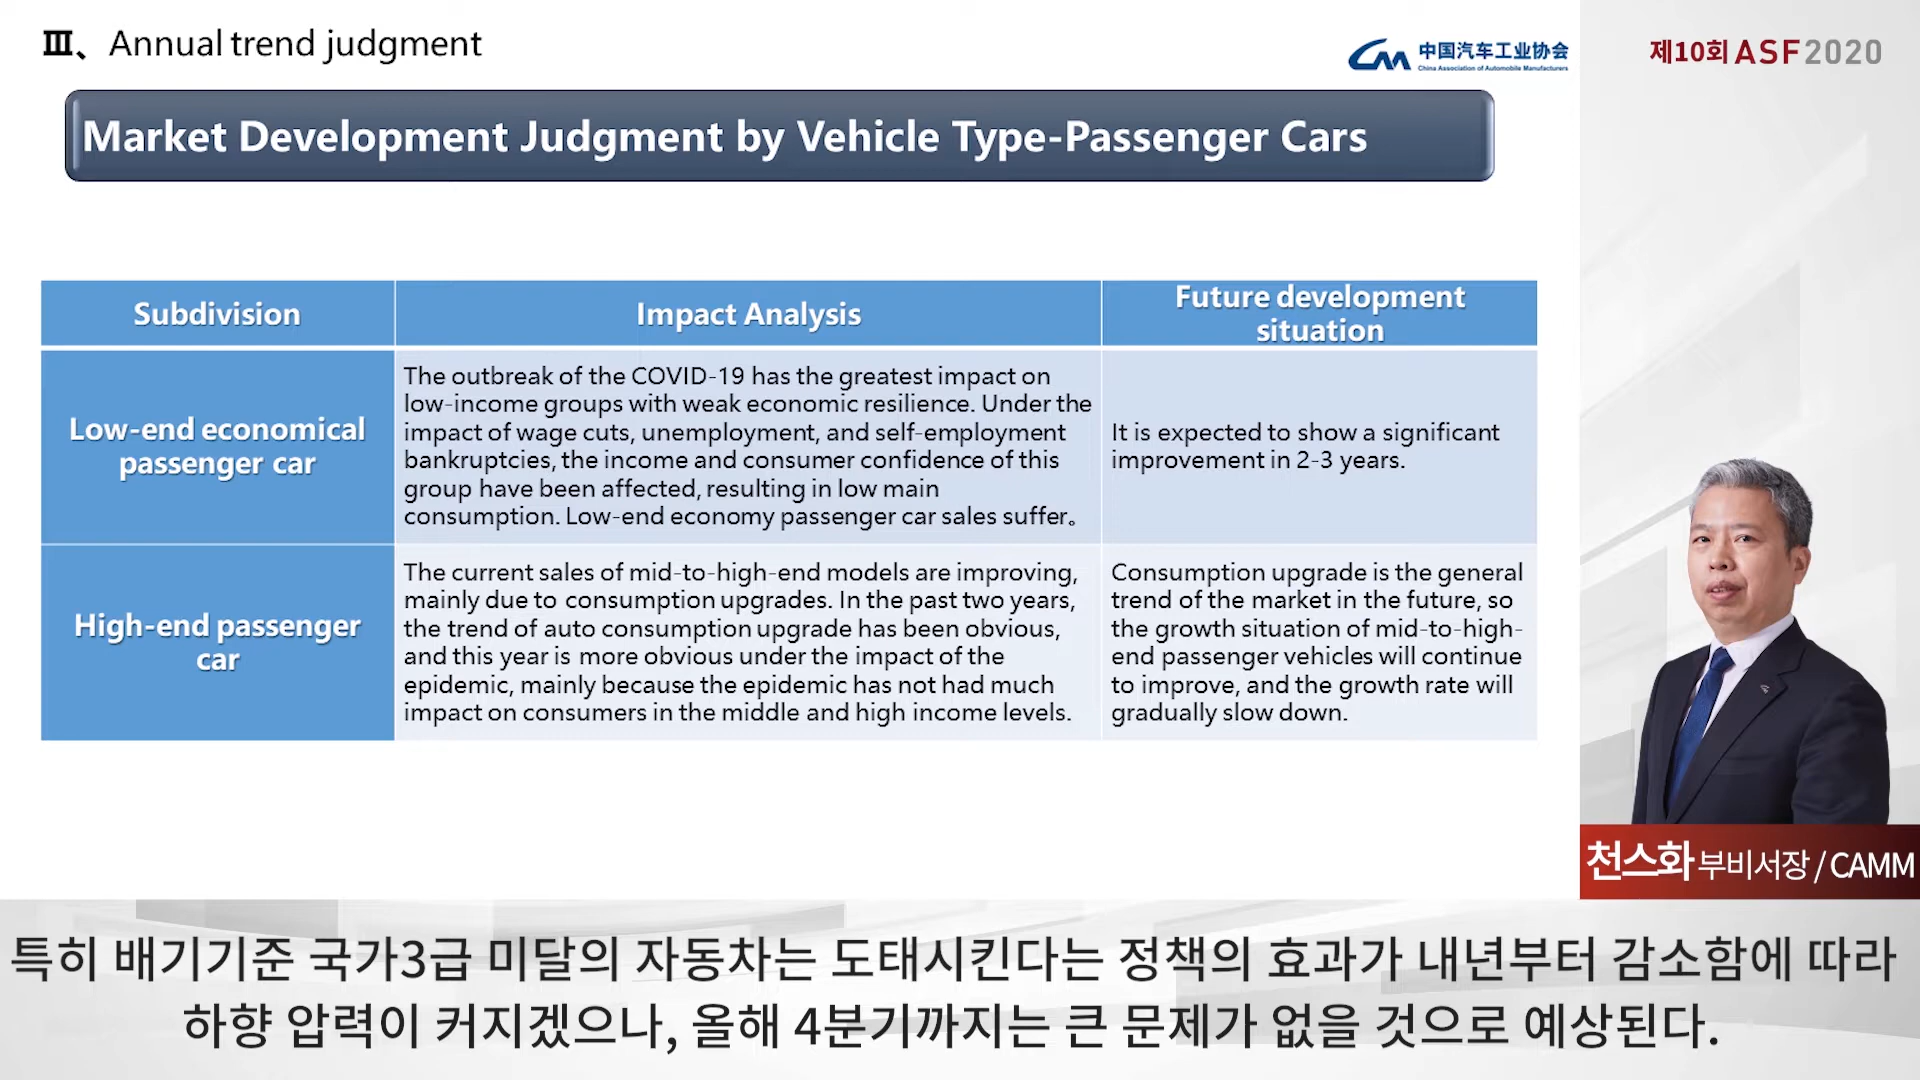 Ⅲ、Annual trend judgment
中国汽车工业协会
China Association of Automobile Manufacturers
제10회 ASF2020
Market Development Judgment by Vehicle Type-Passenger Cars
Subdivision
Impact Analysis
Future development
situation
Low-end economical
passenger car
The outbreak of the COVID-19 has the greatest impact on
low-income groups with weak economic resilience. Under the
impact of wage cuts, unemployment, and self-employment
bankruptcies, the income and consumer confidence of this
group have been affected, resulting in low main
consumption. Low-end economy passenger car sales suffer。
It is expected to show a significant
improvement in 2-3 years.
High-end passenger
car
The current sales of mid-to-high-end models are improving,
mainly due to consumption upgrades. In the past two years,
the trend of auto consumption upgrade has been obvious,
and this year is more obvious under the impact of the
epidemic, mainly because the epidemic has not had much
impact on consumers in the middle and high income levels.
Consumption upgrade is the general
trend of the market in the future, so
the growth situation of mid-to-high-
end passenger vehicles will continue
to improve, and the growth rate will
gradually slow down.
천스화 부비서장 / CAMM
특히 배기기준 국가3급 미달의 자동차는 도태시킨다는 정책의 효과가 내년부터 감소함에 따라
하향 압력이 커지겠으나, 올해 4분기까지는 큰 문제가 없을 것으로 예상된다.